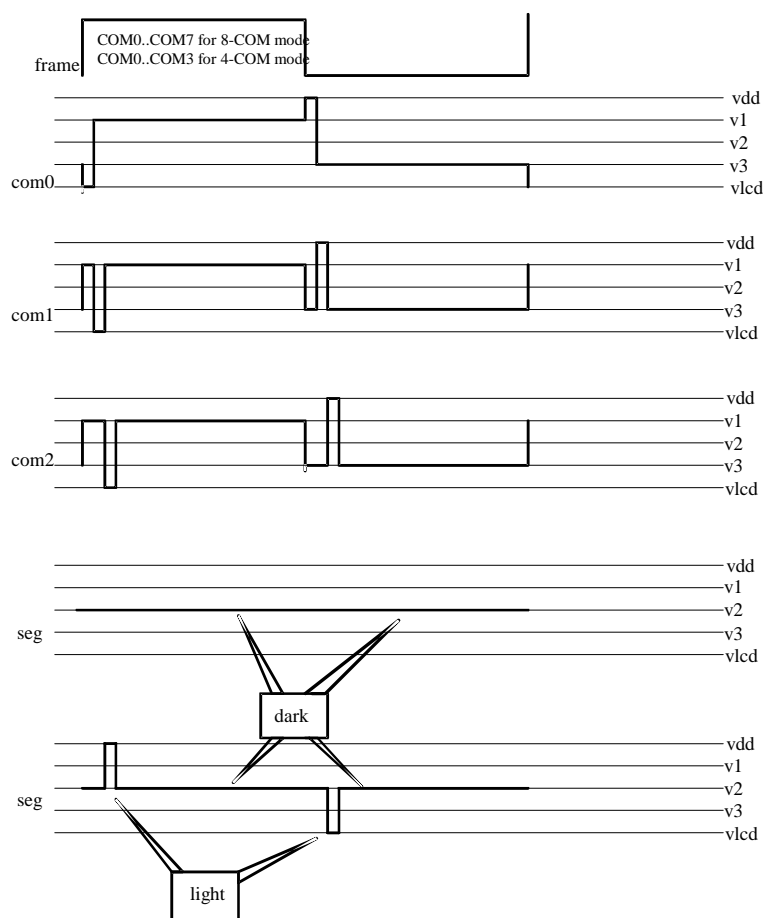 COM0..COM7 for 8-COM mode
COM0..COM3 for 4-COM mode
frame
vdd
v1
v2
v3
com0
vlcd
vdd
v1
v2
com1
v3
vlcd
vdd
v1
v2
com2
v3
vlcd
vdd
v1
v2
seg
v3
vlcd
dark
vdd
v1
v2
seg
v3
vlcd
light